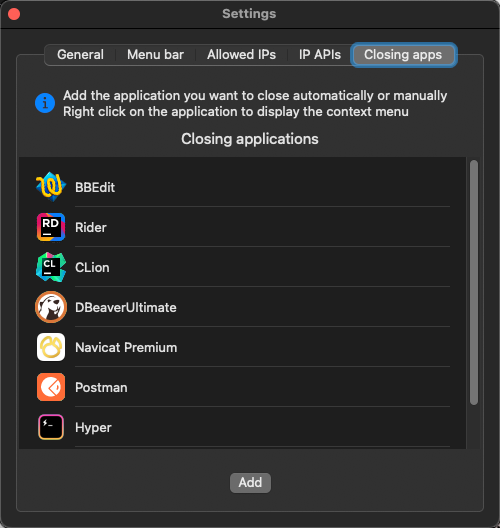 Settings
General
Menu bar
Allowed IPs
IP APIs
Closing apps
Add the application you want to close automatically or manually
Right click on the application to display the context menu
Closing applications
BBEdit
RD
Rider
CL
CLion
DBeaverUltimate
Navicat Premium
Postman
Hyper
Add